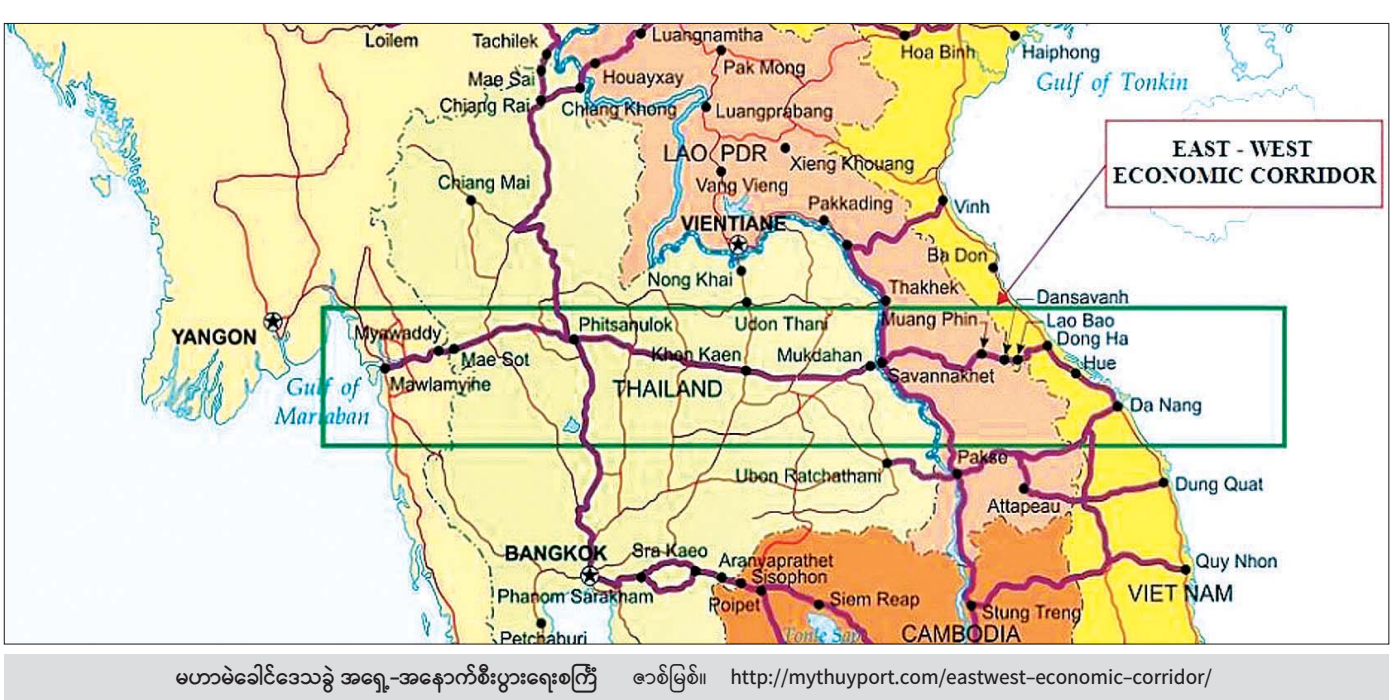 Loilem
Tachilek
Luangnamtha
Hoa Binh
Haiphong
Mae Sai
Houayxay
Pak Mong
Gulf of Tonkin
Chiang Rai
Chiang Khong
Luangprabang
EAST - WEST
ECONOMIC CORRIDOR
LAO PDR
Xieng Khouang
Chiang Mai
Vang Vieng
Pakkading
Vinh
VIENTIANE
Ba Don
Nong Khai
Thakhek
Dansavanh
YANGON
Myawaddy
Phitsanulok
Udon Thani
Muang Phin
Lao Bao
Dong Ha
Mae Sot
Khon Kaen
Mukdahan
Hue
Mawlamyine
THAILAND
Savannakhet
Gulf of
Martaban
Da Nang
Ubon Ratchathani
Pakse
Dung Quat
Attapeau
BANGKOK
Sra Kaeo
Aranyaprathet
Quy Nhon
Sisophon
Phanom Sarakham
Poipet
Siem Reap
Stung Treng
VIET NAM
Petchaburi
Tonle Sap
CAMBODIA
မဟာမဲခေါင်ဒေသခွဲ အရှေ့-အနောက်စီးပွားရေးစင်္ကြံ ဇာစ်မြစ်။ http://mythuyport.com/eastwest-economic-corridor/